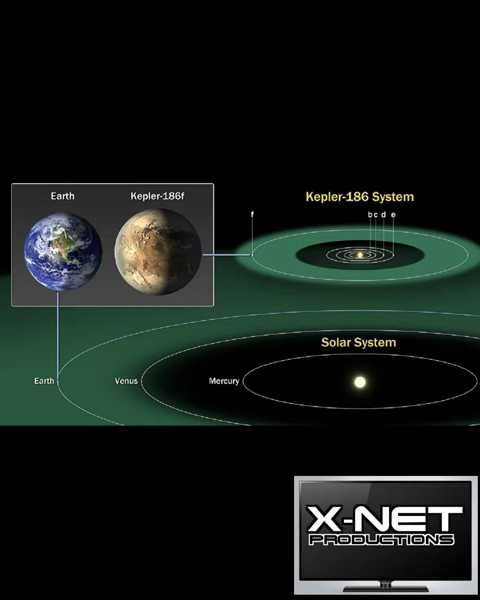 Earth
Kepler-186f
Kepler-186 System
f
b c d e
Solar System
Earth
Venus
Mercury
X-NET
PRODUCTIONS